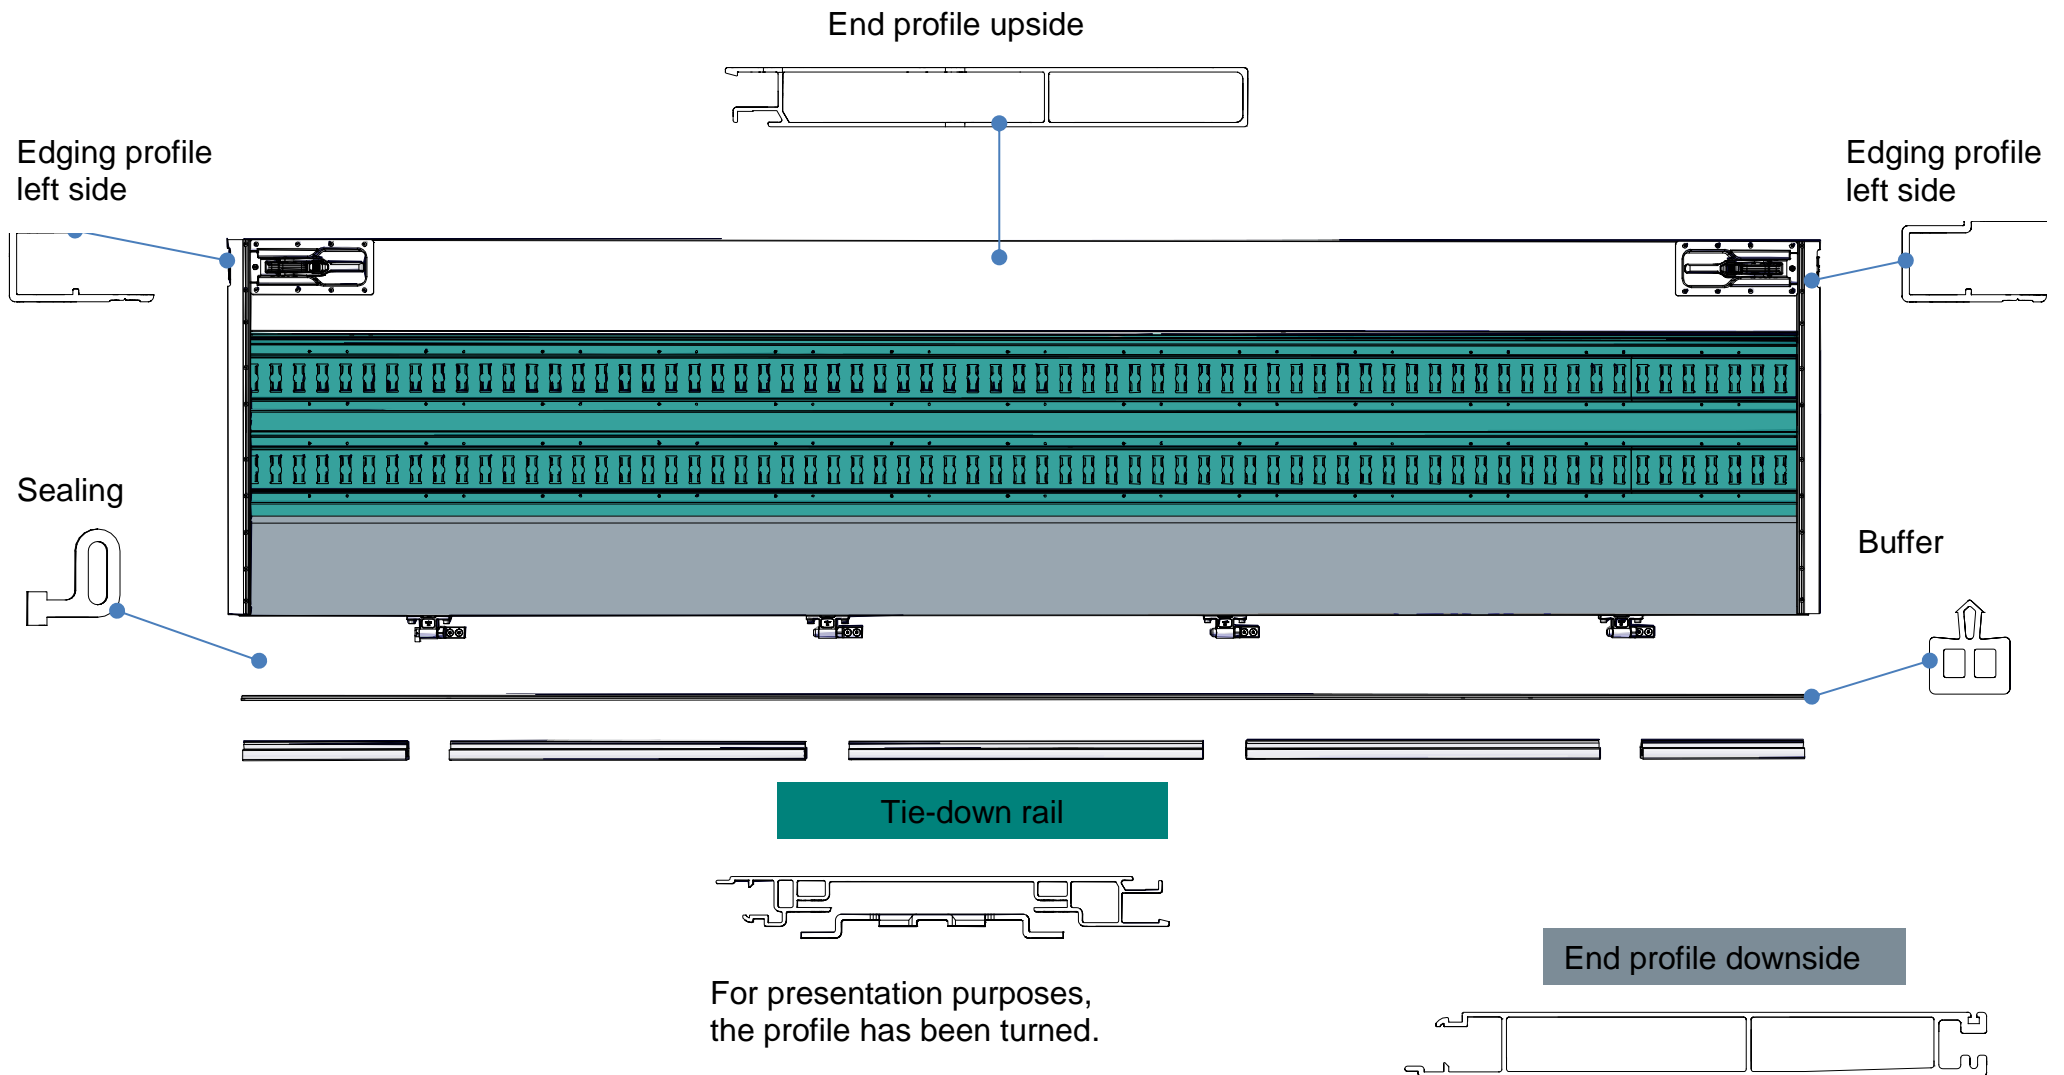 End profile upside
Edging profile
left side
Edging profile
left side
Sealing
Buffer
Tie-down rail
End profile downside
For presentation purposes,
the profile has been turned.